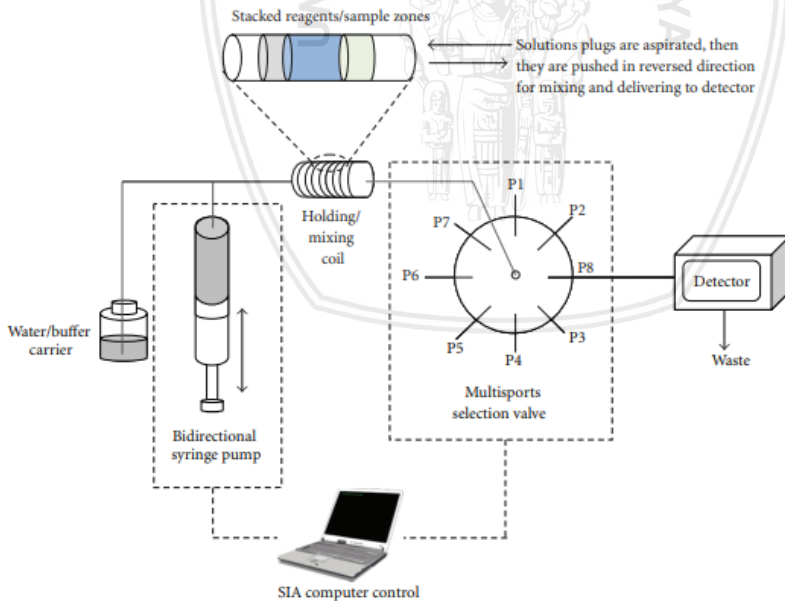 Stacked reagents/sample zones
Solutions plugs are aspirated, then
they are pushed in reversed direction
for mixing and delivering to detector
Holding/
mixing
coil
P1
P2
P7
P6
P8
P5
P4
P3
Detector
Waste
Water/buffer
carrier
Multisports
selection valve
Bidirectional
syringe pump
SIA computer control